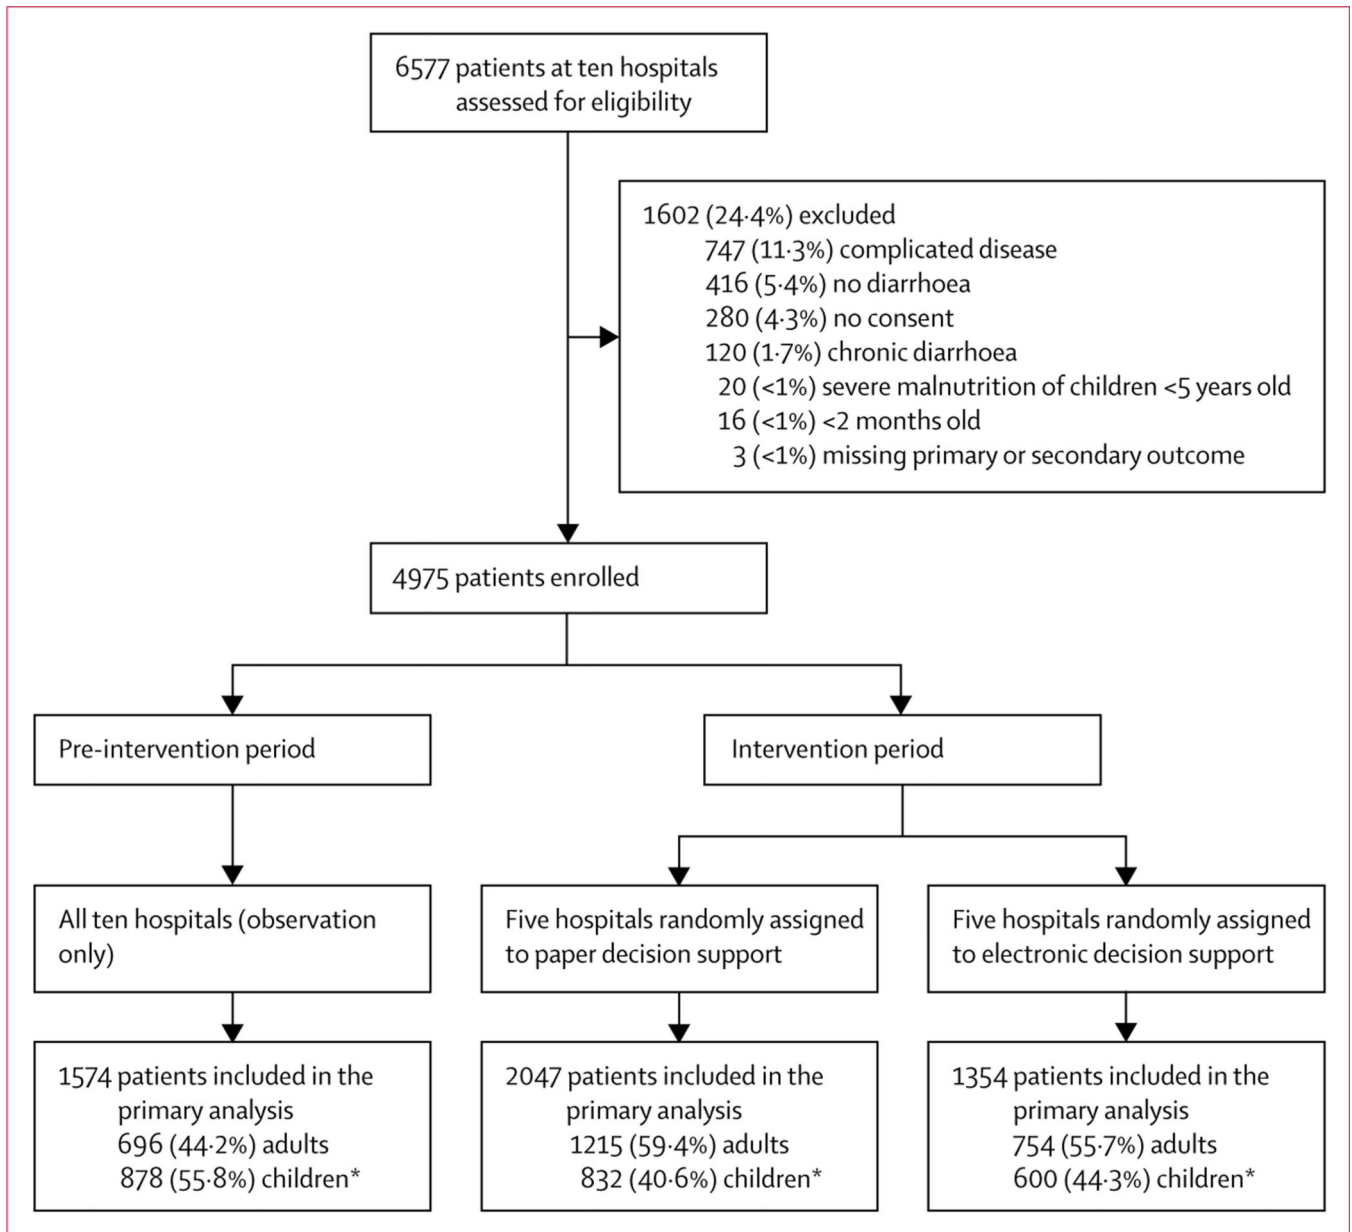 6577 patients at ten hospitals
assessed for eligibility
1602 (24·4%) excluded
747 (11·3%) complicated disease
416 (5·4%) no diarrhoea
280 (4·3%) no consent
120 (1·7%) chronic diarrhoea
20 (<1%) severe malnutrition of children <5 years old
16 (<1%) <2 months old
3 (<1%) missing primary or secondary outcome
4975 patients enrolled
Pre-intervention period
Intervention period
All ten hospitals (observation
only)
Five hospitals randomly assigned
to paper decision support
Five hospitals randomly assigned
to electronic decision support
1574 patients included in the
primary analysis
696 (44·2%) adults
878 (55·8%) children*
2047 patients included in the
primary analysis
1215 (59·4%) adults
832 (40·6%) children*
1354 patients included in the
primary analysis
754 (55·7%) adults
600 (44·3%) children*